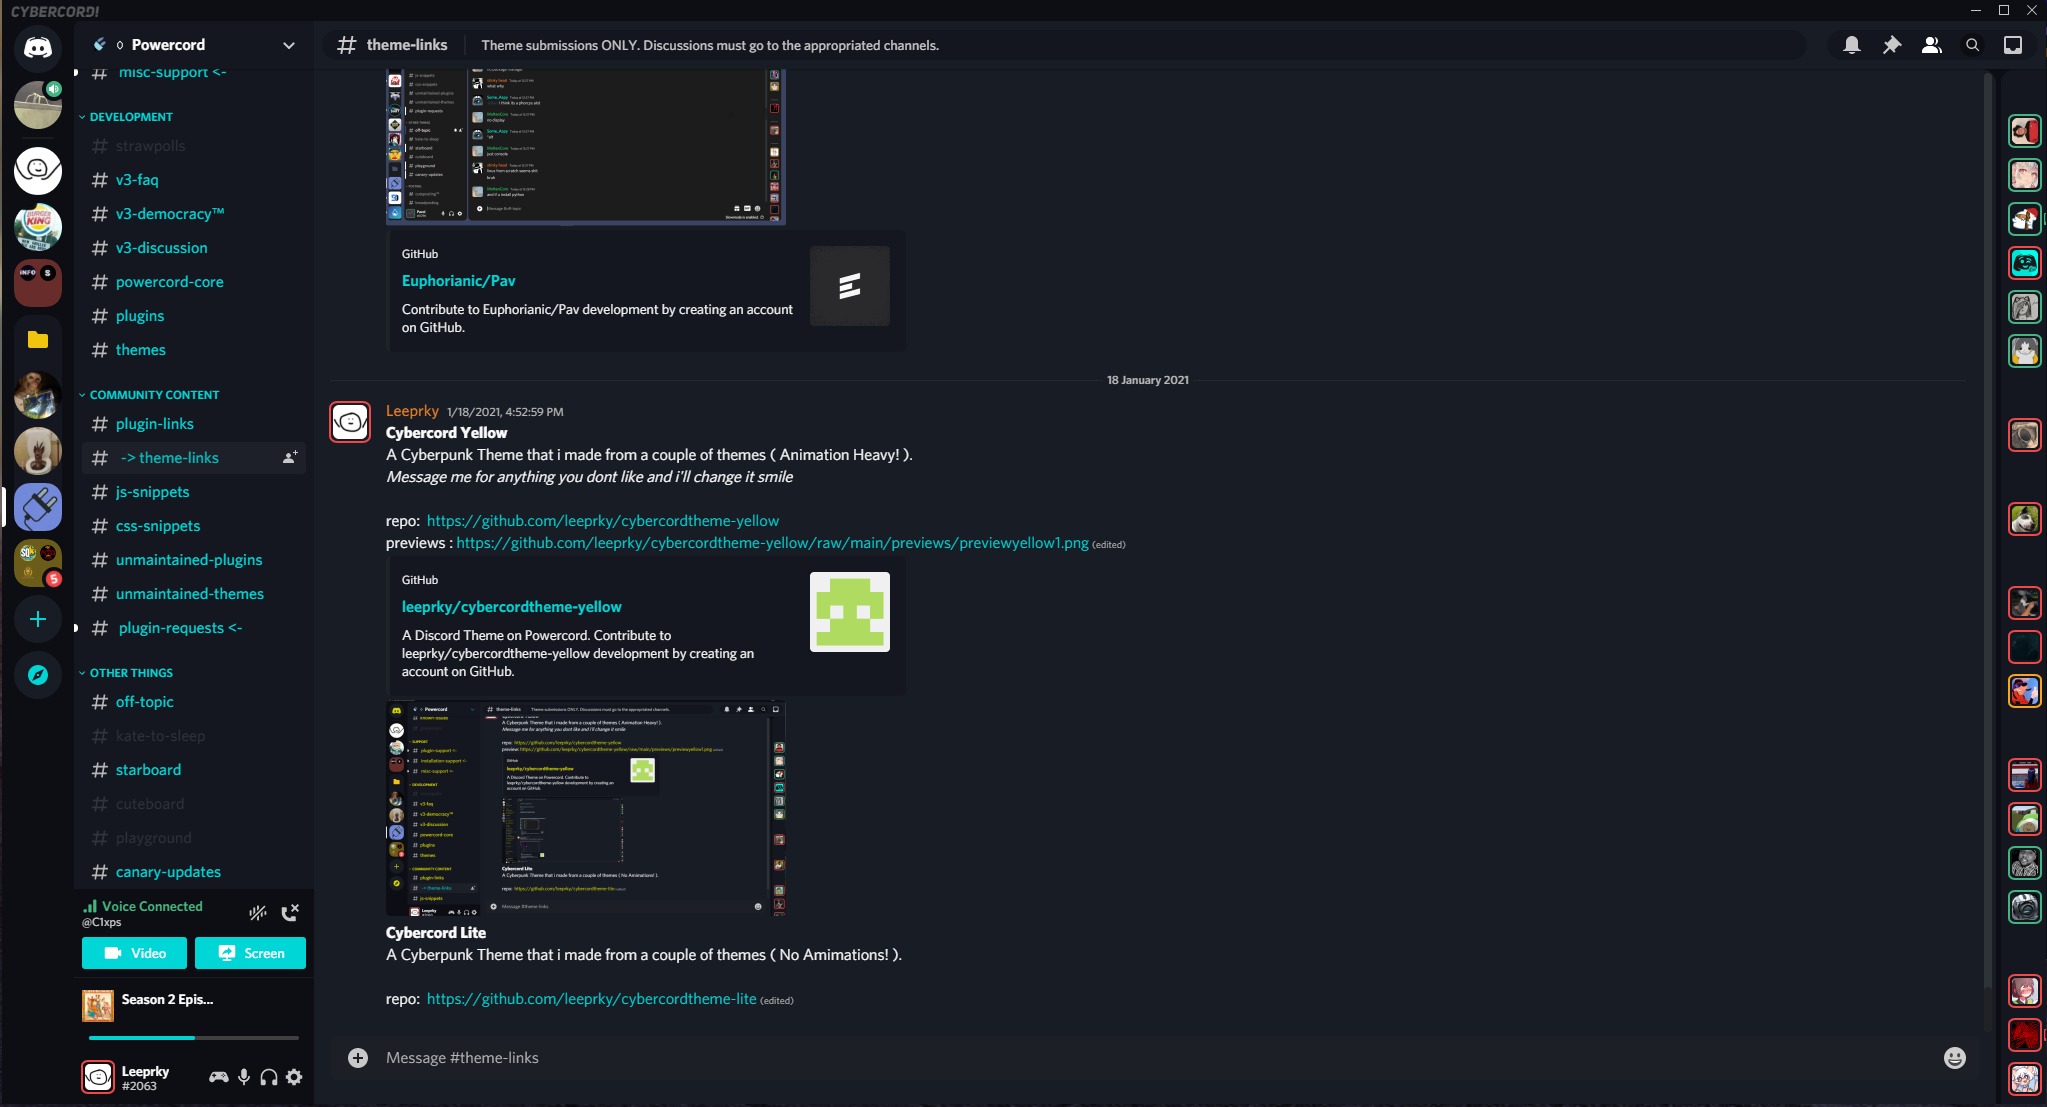 CYBERCORD!
Powercord
misc-support <-
DEVELOPMENT
strawpolls
v3-faq
v3-democracy™
v3-discussion
powercord-core
plugins
themes
COMMUNITY CONTENT
plugin-links
-> theme-links
js-snippets
css-snippets
unmaintained-plugins
unmaintained-themes
plugin-requests <-
OTHER THINGS
off-topic
kate-to-sleep
starboard
cuteboard
playground
canary-updates
Voice Connected
@C1xps
Video
Screen
Season 2 Epis...
Leeprky
#2063
BURGER
KING
INFO S
5
# theme-links
Theme submissions ONLY. Discussions must go to the appropriated channels.
GitHub
Euphorianic/Pav
Contribute to Euphorianic/Pav development by creating an account
on GitHub.
18 January 2021
Leeprky 1/18/2021, 4:52:59 PM
Cybercord Yellow
A Cyberpunk Theme that i made from a couple of themes ( Animation Heavy! ).
Message me for anything you dont like and i'll change it smile
repo: https://github.com/leeprky/cybercordtheme-yellow
previews : https://github.com/leeprky/cybercordtheme-yellow/raw/main/previews/previewyellow1.png (edited)
GitHub
leeprky/cybercordtheme-yellow
A Discord Theme on Powercord. Contribute to
leeprky/cybercordtheme-yellow development by creating an
account on GitHub.
Cybercord Lite
A Cyberpunk Theme that i made from a couple of themes ( No Amimations! ).
repo: https://github.com/leeprky/cybercordtheme-lite (edited)
Message #theme-links